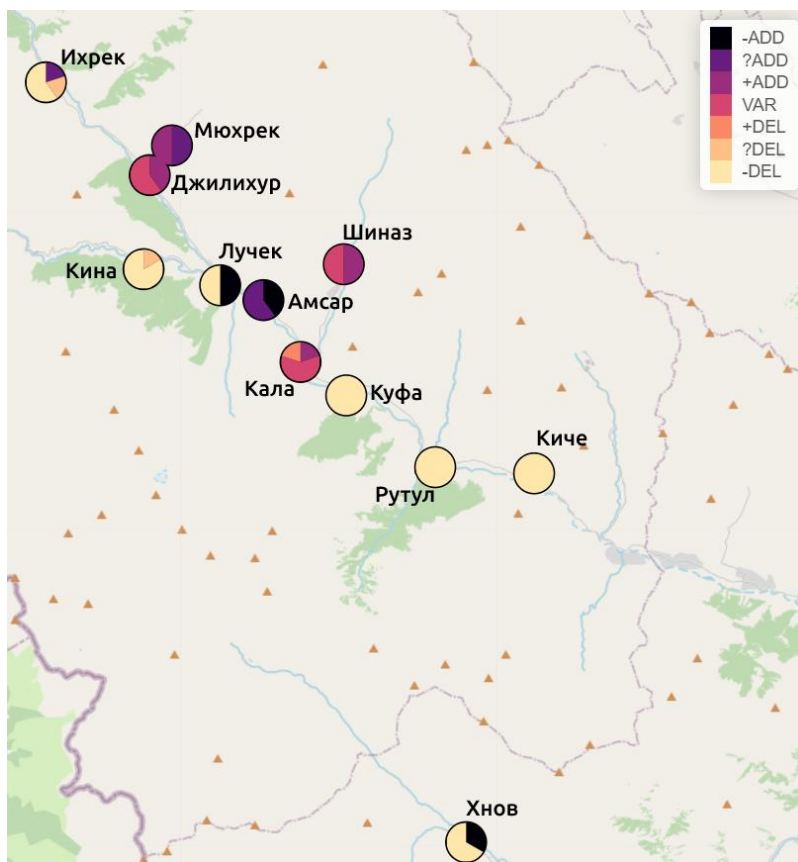 Ихрек
-ADD
?ADD
+ADD
VAR
+DEL
?DEL
-DEL
Мюхрек
Джилихур
Шиназ
Лучек
Кина
Амсар
Кала
Куфа
Киче
Рутул
Хнов